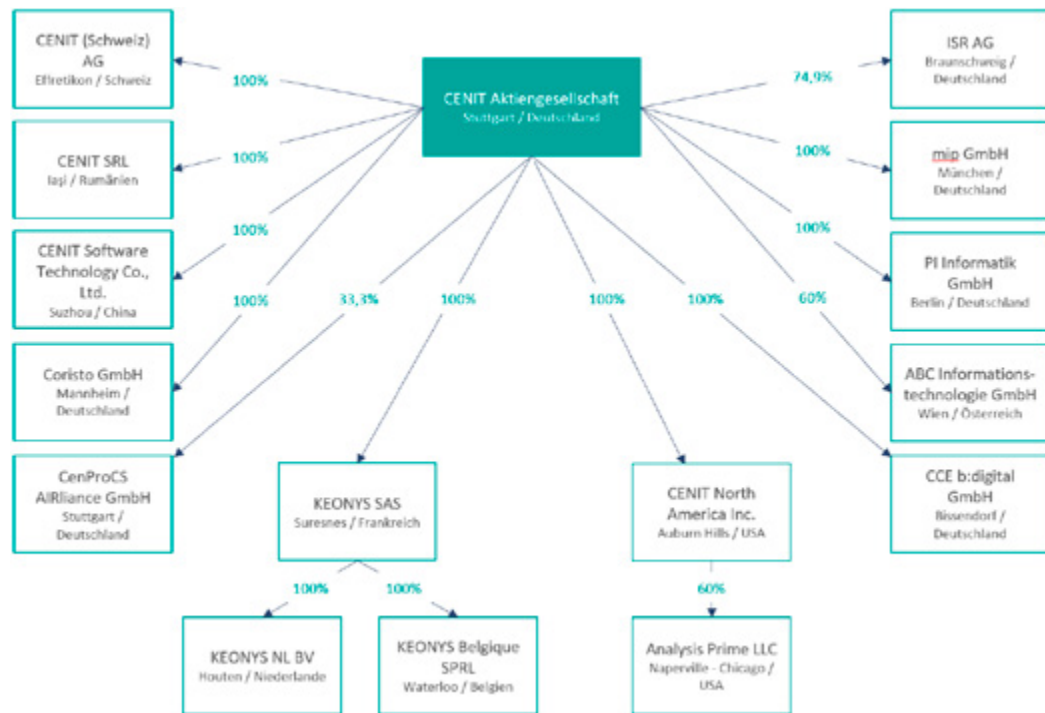 CENIT (Schweiz)
AG
Effretikon / Schweiz
100%
CENIT Aktiengesellschaft
Stuttgart / Deutschland
74,9%
ISR AG
Braunschweig /
Deutschland
CENIT SRL
Iași / Rumänien
100%
100%
mip GmbH
München /
Deutschland
CENIT Software
Technology Co.,
Ltd.
Suzhou / China
100%
100%
PI Informatik
GmbH
Berlin / Deutschland
100%
33,3%
100%
100%
100%
60%
Coristo GmbH
Mannheim /
Deutschland
ABC Informations-
technologie GmbH
Wien / Österreich
CenProCS
AIRliance GmbH
Stuttgart /
Deutschland
KEONYS SAS
Suresnes / Frankreich
CENIT North
America Inc.
Auburn Hills / USA
CCE b:digital
GmbH
Bissendorf /
Deutschland
100%
100%
60%
KEONYS NL BV
Houten / Niederlande
KEONYS Belgique
SPRL
Waterloo / Belgien
Analysis Prime LLC
Naperville - Chicago /
USA